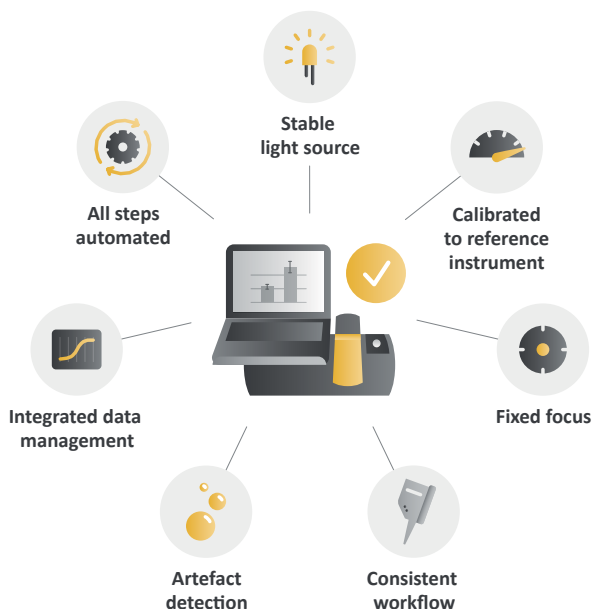 Stable
light source
All steps
automated
Calibrated
to reference
instrument
Integrated data
management
Fixed focus
Artefact
detection
Consistent
workflow